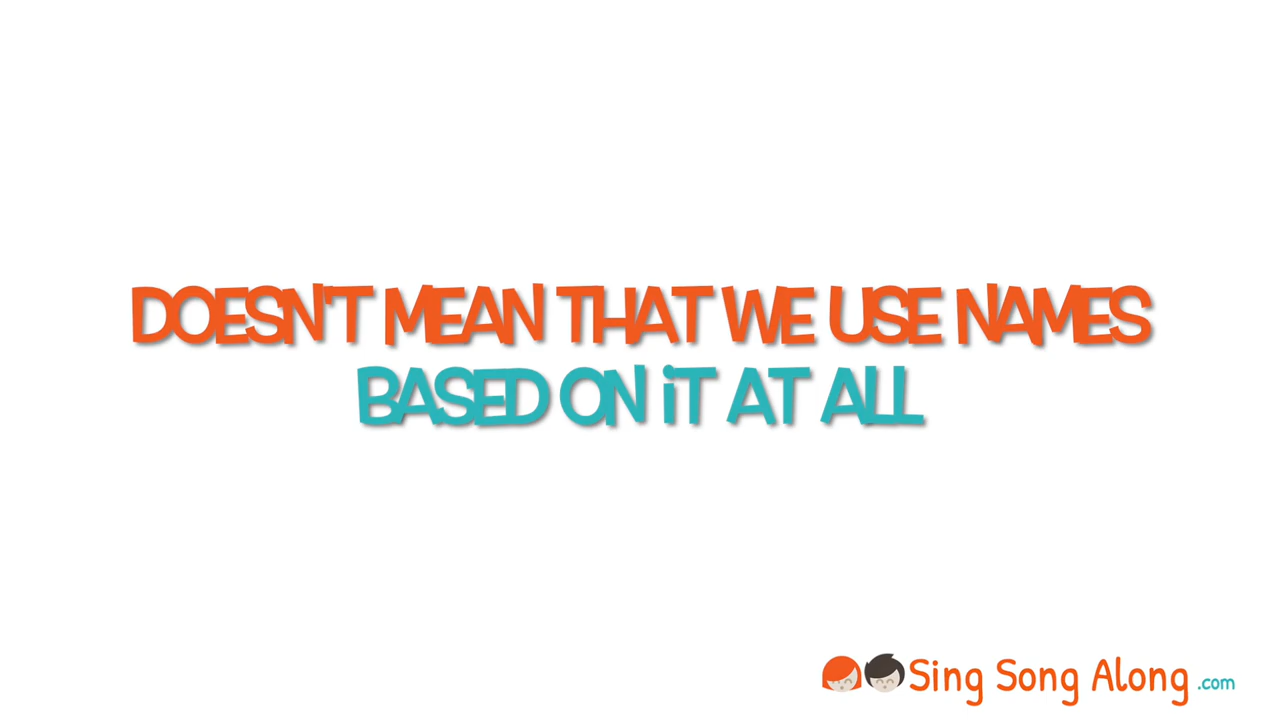 DOESN'T MEAN THAT WE USE NAMES
BASED ON iT AT ALL
Sing Song Along .com